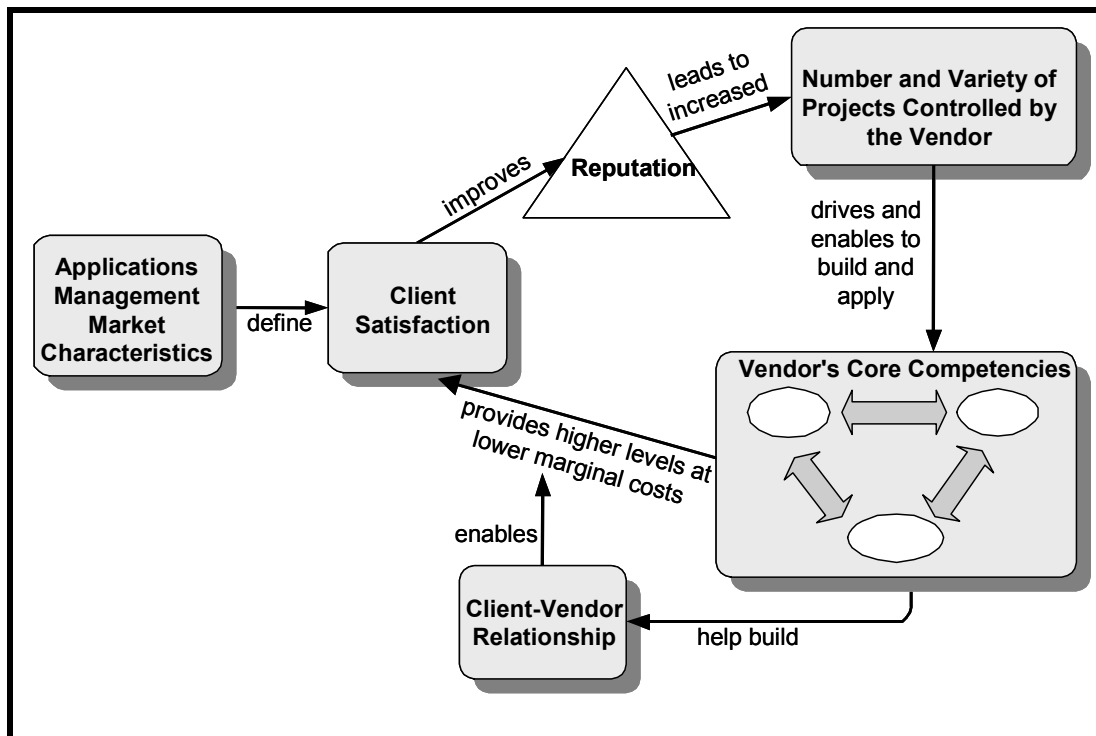 leads to
increased
Number and Variety of
Projects Controlled by
the Vendor
improves
Reputation
drives and
enables to
build and
apply
Applications
Management
Market
Characteristics
define
Client
Satisfaction
Vendor's Core Competencies
provides higher levels at
lower marginal costs
enables
Client-Vendor
Relationship
help build